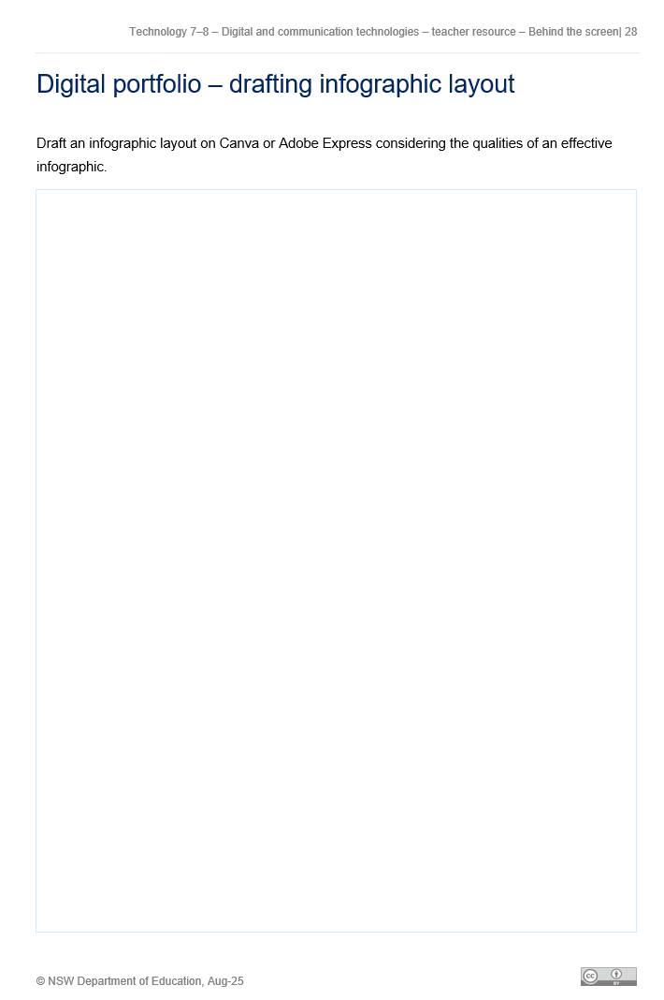 Technology 7–8 – Digital and communication technologies – teacher resource – Behind the screen| 28
Digital portfolio – drafting infographic layout
Draft an infographic layout on Canva or Adobe Express considering the qualities of an effective
infographic.
© NSW Department of Education, Aug-25
cc
BY